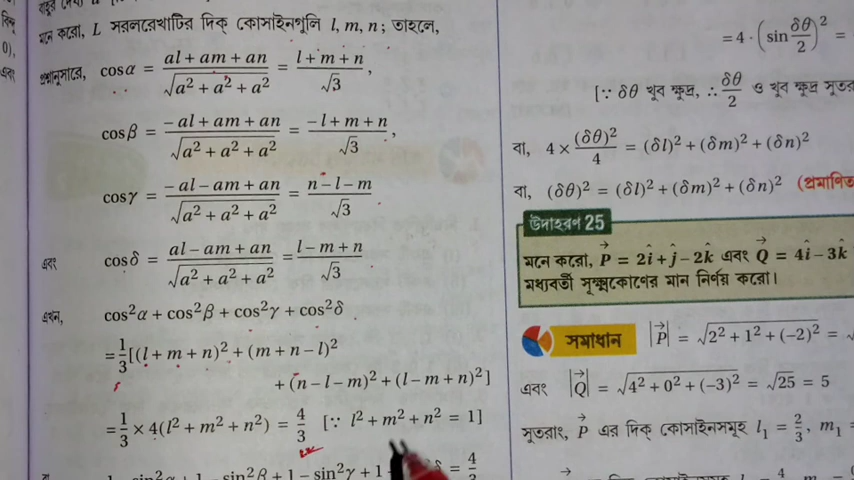 মনে করো, L সরলরেখাটির দিক্ কোসাইনগুলি l, m, n; তাহলে,
প্রশ্নানুসারে, cosα = (al + am + an)/√(a² + a² + a²) = (l + m + n)/√3,
cosβ = (−al + am + an)/√(a² + a² + a²) = (−l + m + n)/√3,
cosγ = (−al − am + an)/√(a² + a² + a²) = (n − l − m)/√3
এবং cosδ = (al − am + an)/√(a² + a² + a²) = (l − m + n)/√3
এখন, cos²α + cos²β + cos²γ + cos²δ
= 1/3[(l + m + n)² + (m + n − l)²
+ (n − l − m)² + (l − m + n)²]
= 1/3 × 4(l² + m² + n²) = 4/3 [∵ l² + m² + n² = 1]
= 4 · (sin δθ/2)² =
[∵ δθ খুব ক্ষুদ্র, ∴ δθ/2 ও খুব ক্ষুদ্র
বা, 4 × (δθ)²/4 = (δl)² + (δm)² + (δn)²
বা, (δθ)² = (δl)² + (δm)² + (δn)² (প্রমাণিত
উদাহরণ 25
মনে করো, P⃗ = 2î + ĵ − 2k̂ এবং Q⃗ = 4î − 3k̂
মধ্যবর্তী সূক্ষ্মকোণের মান নির্ণয় করো।
সমাধান |P⃗| = √(2² + 1² + (−2)²) =
এবং |Q⃗| = √(4² + 0² + (−3)²) = √25 = 5
সুতরাং, P⃗ এর দিক্ কোসাইনসমূহ l₁ = 2/3, m₁ =